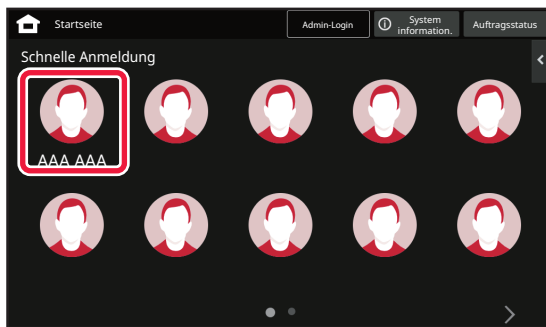 Startseite
Admin-Login
System
information.
Auftragsstatus
Schnelle Anmeldung
AAA AAA